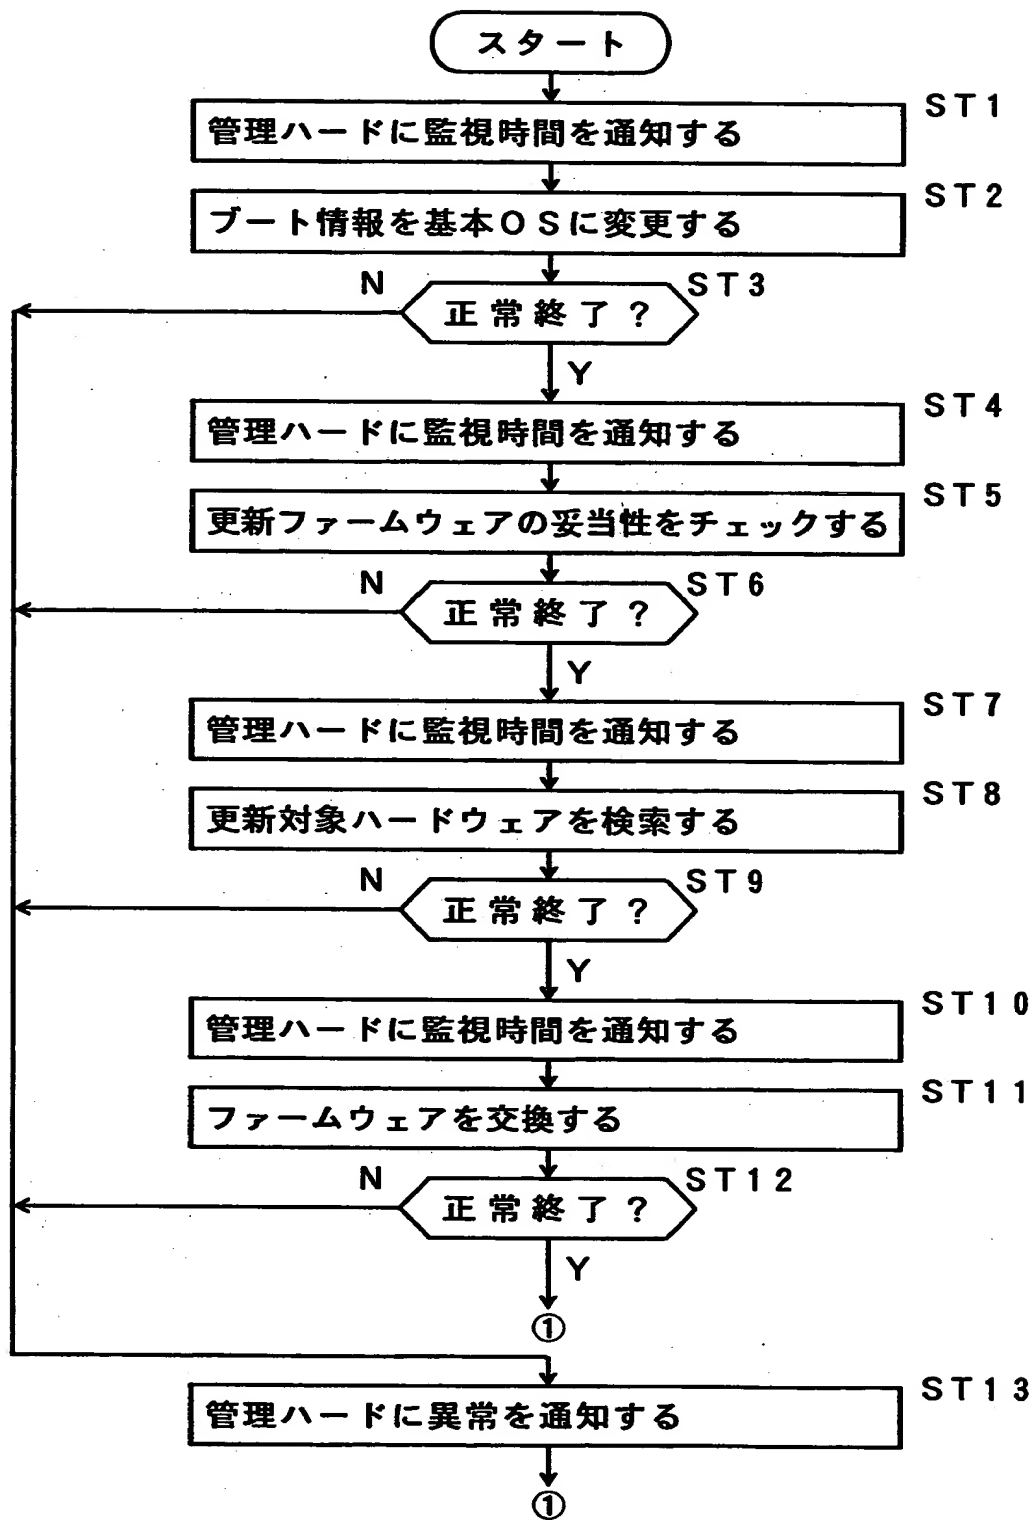 スタート
ST1
管理ハードに監視時間を通知する
ST2
ブート情報を基本OSに変更する
N
ST3
正常終了?
Y
ST4
管理ハードに監視時間を通知する
ST5
更新ファームウェアの妥当性をチェックする
N
ST6
正常終了?
Y
ST7
管理ハードに監視時間を通知する
ST8
更新対象ハードウェアを検索する
N
ST9
正常終了?
Y
ST10
管理ハードに監視時間を通知する
ST11
ファームウェアを交換する
N
ST12
正常終了?
Y
①
ST13
管理ハードに異常を通知する
①